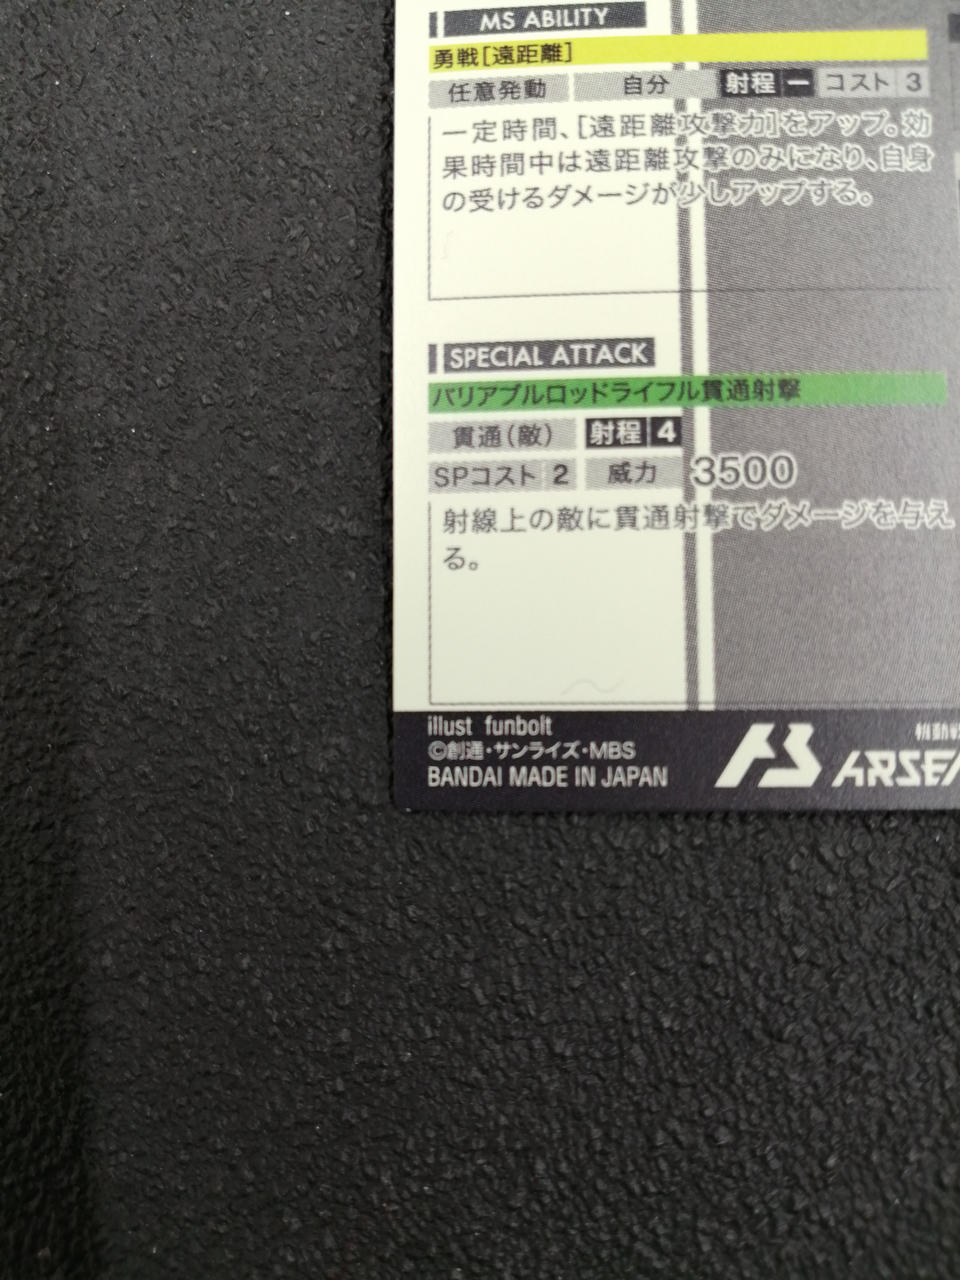 MS ABILITY
勇戦[遠距離]
任意発動 自分 射程 ー コスト 3
一定時間、[遠距離攻撃力]をアップ。効
果時間中は遠距離攻撃のみになり、自身
の受けるダメージが少しアップする。
SPECIAL ATTACK
バリアブルロッドライフル貫通射撃
貫通(敵) 射程 4
SPコスト 2 威力 3500
射線上の敵に貫通射撃でダメージを与え
る。
illust funbolt
©創通・サンライズ・MBS
BANDAI MADE IN JAPAN
ARSE